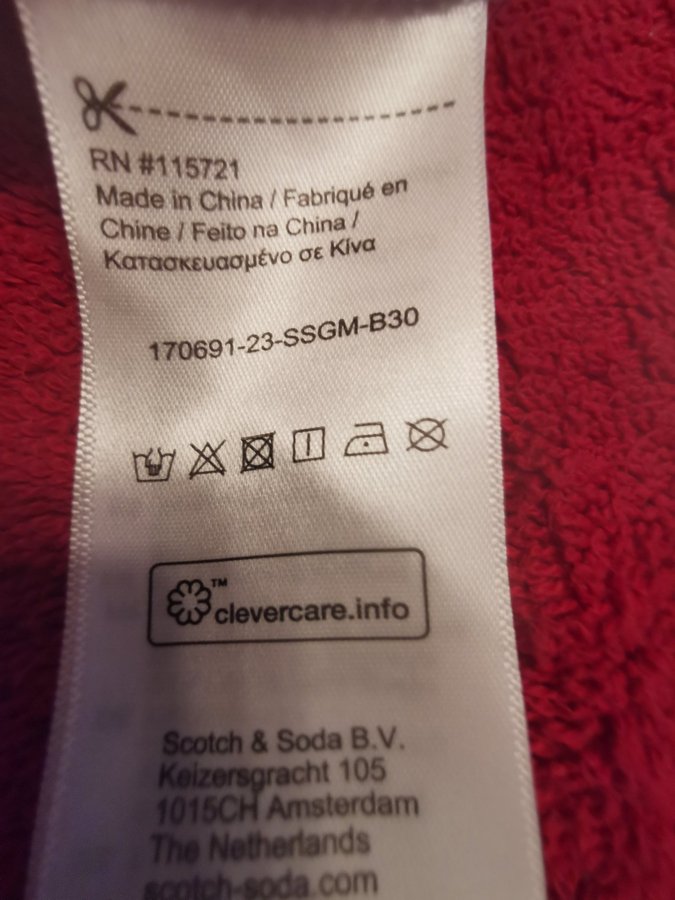 RN #115721
Made in China / Fabriqué en
Chine / Feito na China /
Κατασκευασμένο σε Κίνα
170691-23-SSGM-B30
™
clevercare.info
Scotch & Soda B.V.
Keizersgracht 105
1015CH Amsterdam
The Netherlands
scotch-soda.com